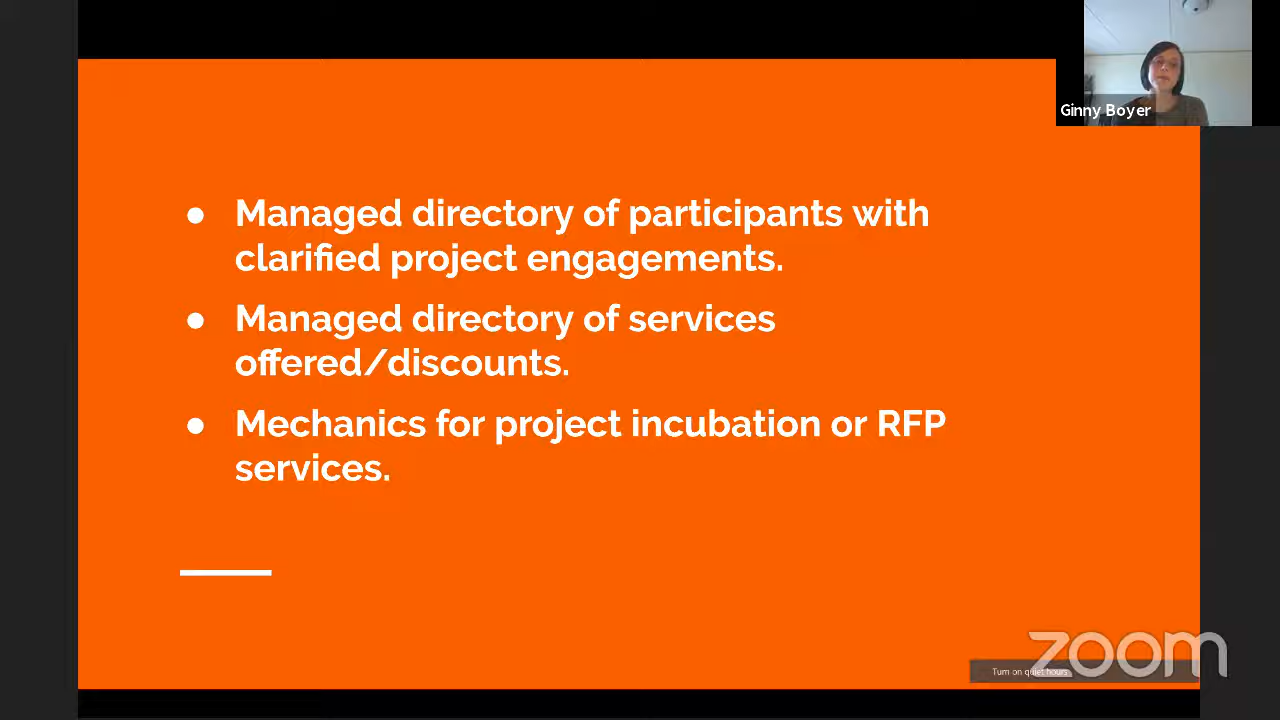 Ginny Boyer
● Managed directory of participants with
clarified project engagements.
● Managed directory of services
offered/discounts.
● Mechanics for project incubation or RFP
services.
zoom
Turn on quiet hours